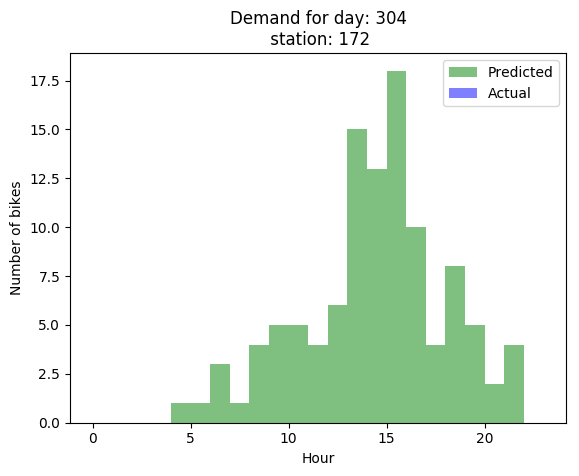 Demand for day: 304
station: 172
Predicted
Actual
Number of bikes
17.5
15.0
12.5
10.0
7.5
5.0
2.5
0.0
0 5 10 15 20
Hour